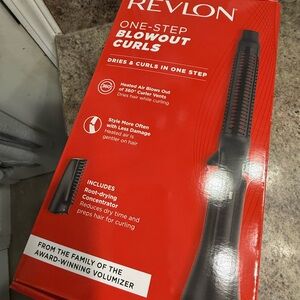 REVLON
ONE-STEP
BLOWOUT
CURLS
DRIES & CURLS IN ONE STEP
360°
Heated Air Blows Out
of 360° Curler Vents
Dries hair while curling
Style More Often
with Less Damage
Heated air is
gentler on hair
INCLUDES
Root-drying
Concentrator
Reduces dry time and
preps hair for curling
FROM THE FAMILY OF THE
AWARD-WINNING VOLUMIZER